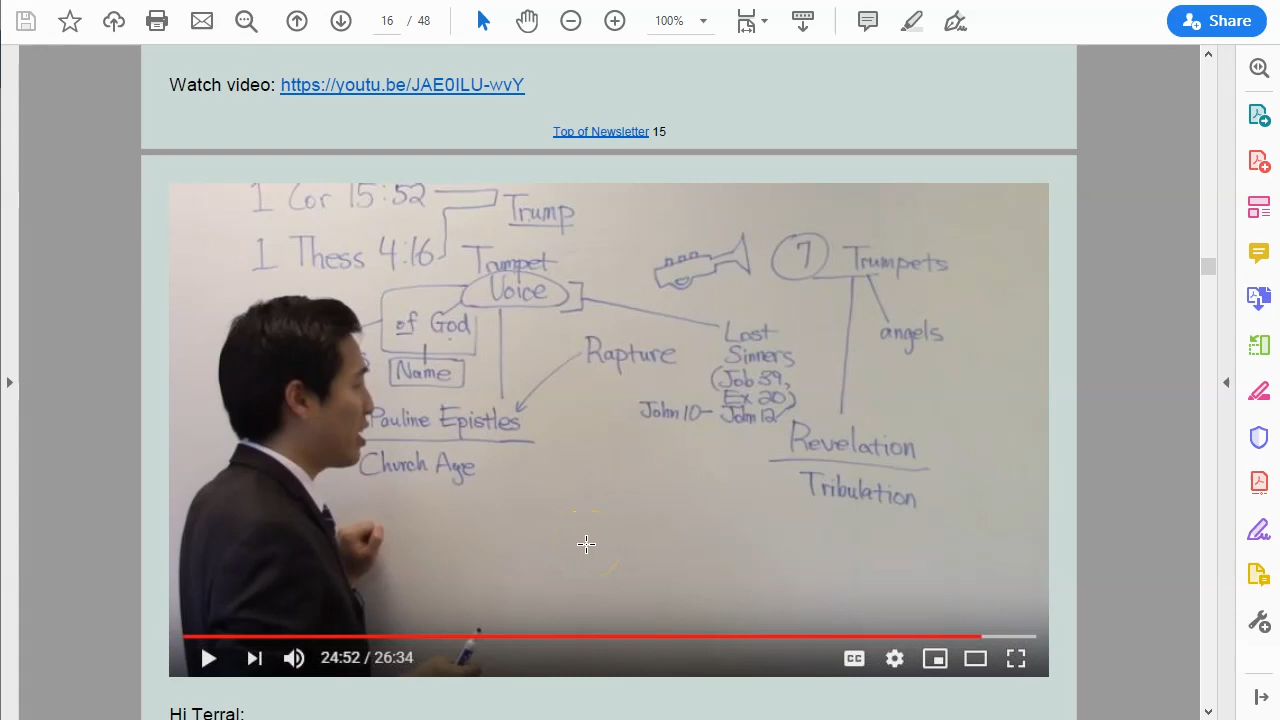 16 / 48
100%
Share
Watch video: https://youtu.be/JAE0ILU-wvY
Top of Newsletter 15
1 Cor 15:52
Trump
1 Thess 4:16
Trumpet
Voice
of God
Name
Pauline Epistles
Church Age
Rapture
Lost
Sinners
(Job 39,
Ex 20)
John 10- John 12
7 Trumpets
angels
Revelation
Tribulation
24:52 / 26:34
CC
Hi Terral: